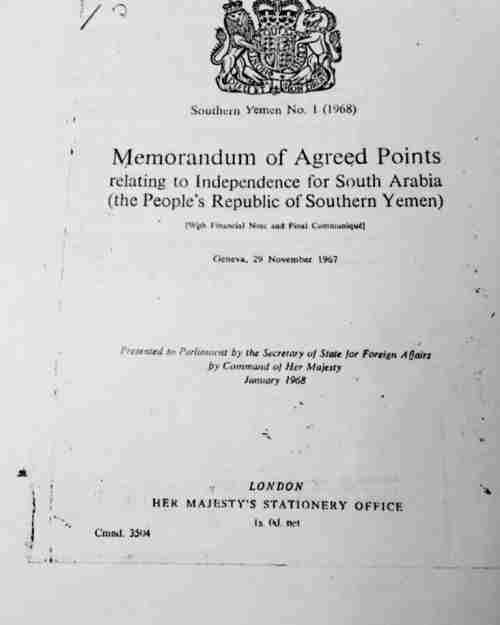 Southern Yemen No. 1 (1968)
Memorandum of Agreed Points
relating to Independence for South Arabia
(the People's Republic of Southern Yemen)
[With Financial Note and Final Communiqué]
Geneva, 29 November 1967
Presented to Parliament by the Secretary of State for Foreign Affairs
by Command of Her Majesty
January 1968
LONDON
HER MAJESTY'S STATIONERY OFFICE
1s. 0d. net
Cmnd. 3504